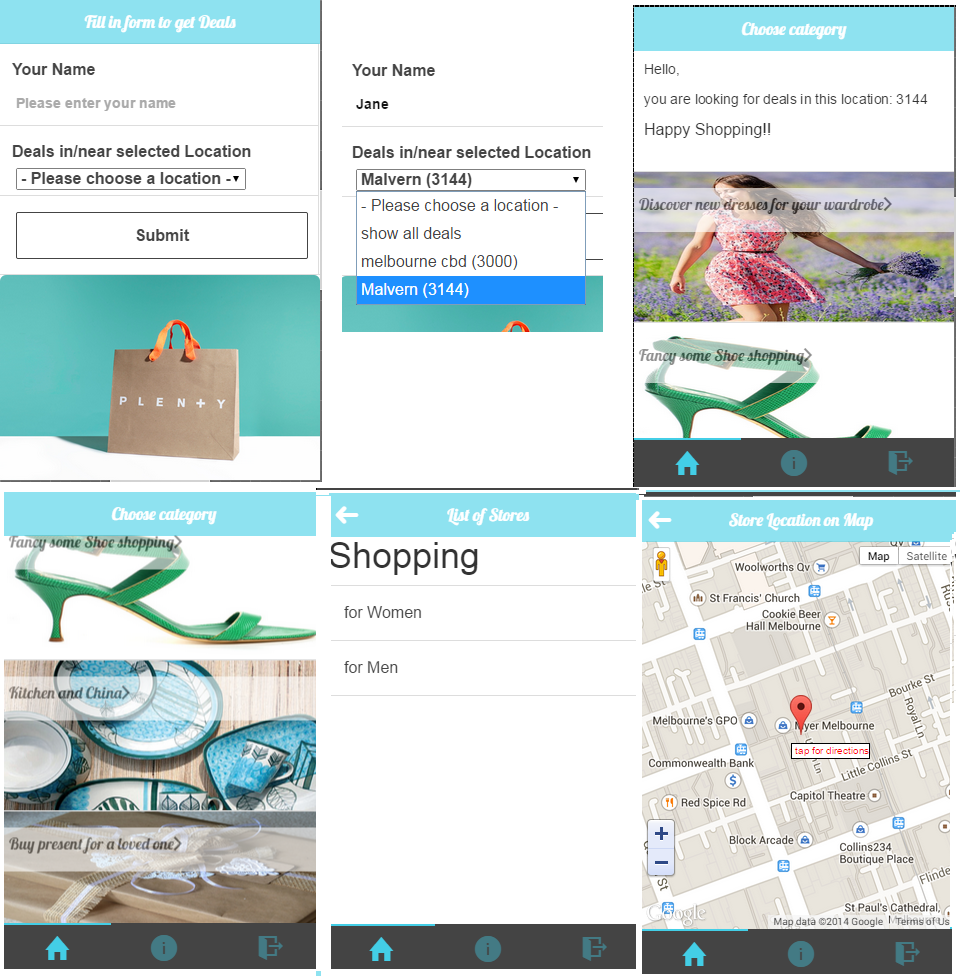 Fill in form to get Deals
Your Name
Please enter your name
Deals in/near selected Location
- Please choose a location -
Submit
PLEN+Y
Your Name
Jane
Deals in/near selected Location
Malvern (3144)
- Please choose a location -
show all deals
melbourne cbd (3000)
Malvern (3144)
Choose category
Hello,
you are looking for deals in this location: 3144
Happy Shopping!!
Discover new dresses for your wardrobe>
Fancy some Shoe shopping>
i
Choose category
Fancy some Shoe shopping>
Kitchen and China>
Buy present for a loved one>
i
List of Stores
Shopping
for Women
for Men
i
Store Location on Map
Map
Satellite
Qv
Woolworths Qv
St Francis' Church
Cookie Beer
Hall Melbourne
Bourke St
Royal Ln
Melbourne's GPO
Myer Melbourne
tap for directions
Little Collins St
Commonwealth Bank
$
Capitol Theatre
Red Spice Rd
+
−
Block Arcade
Collins234
Boutique Place
Flinde
St
St Paul's Cathedral,
Google
Map data ©2014 Google
Terms of Us
i